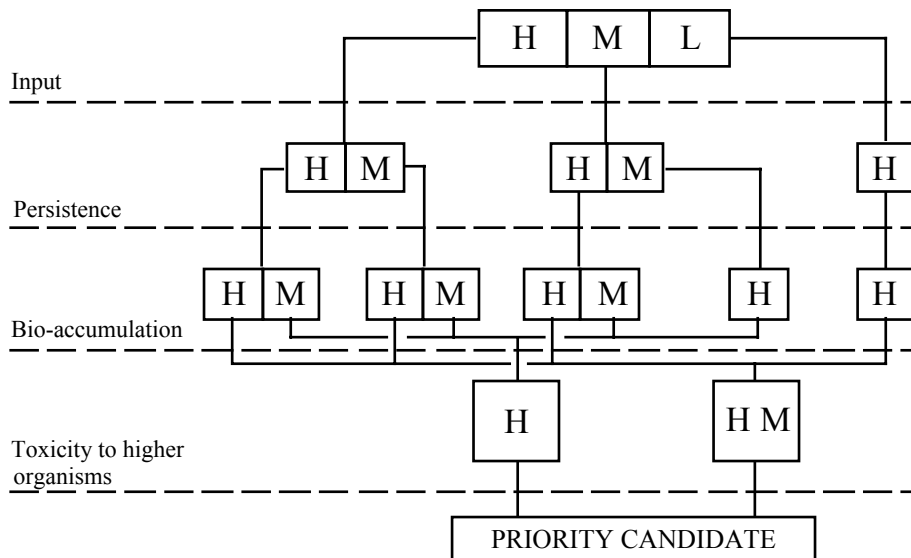 H M L
Input
H M H M H
Persistence
H M H M H M H H
Bio-accumulation
H H M
Toxicity to higher
organisms
PRIORITY CANDIDATE